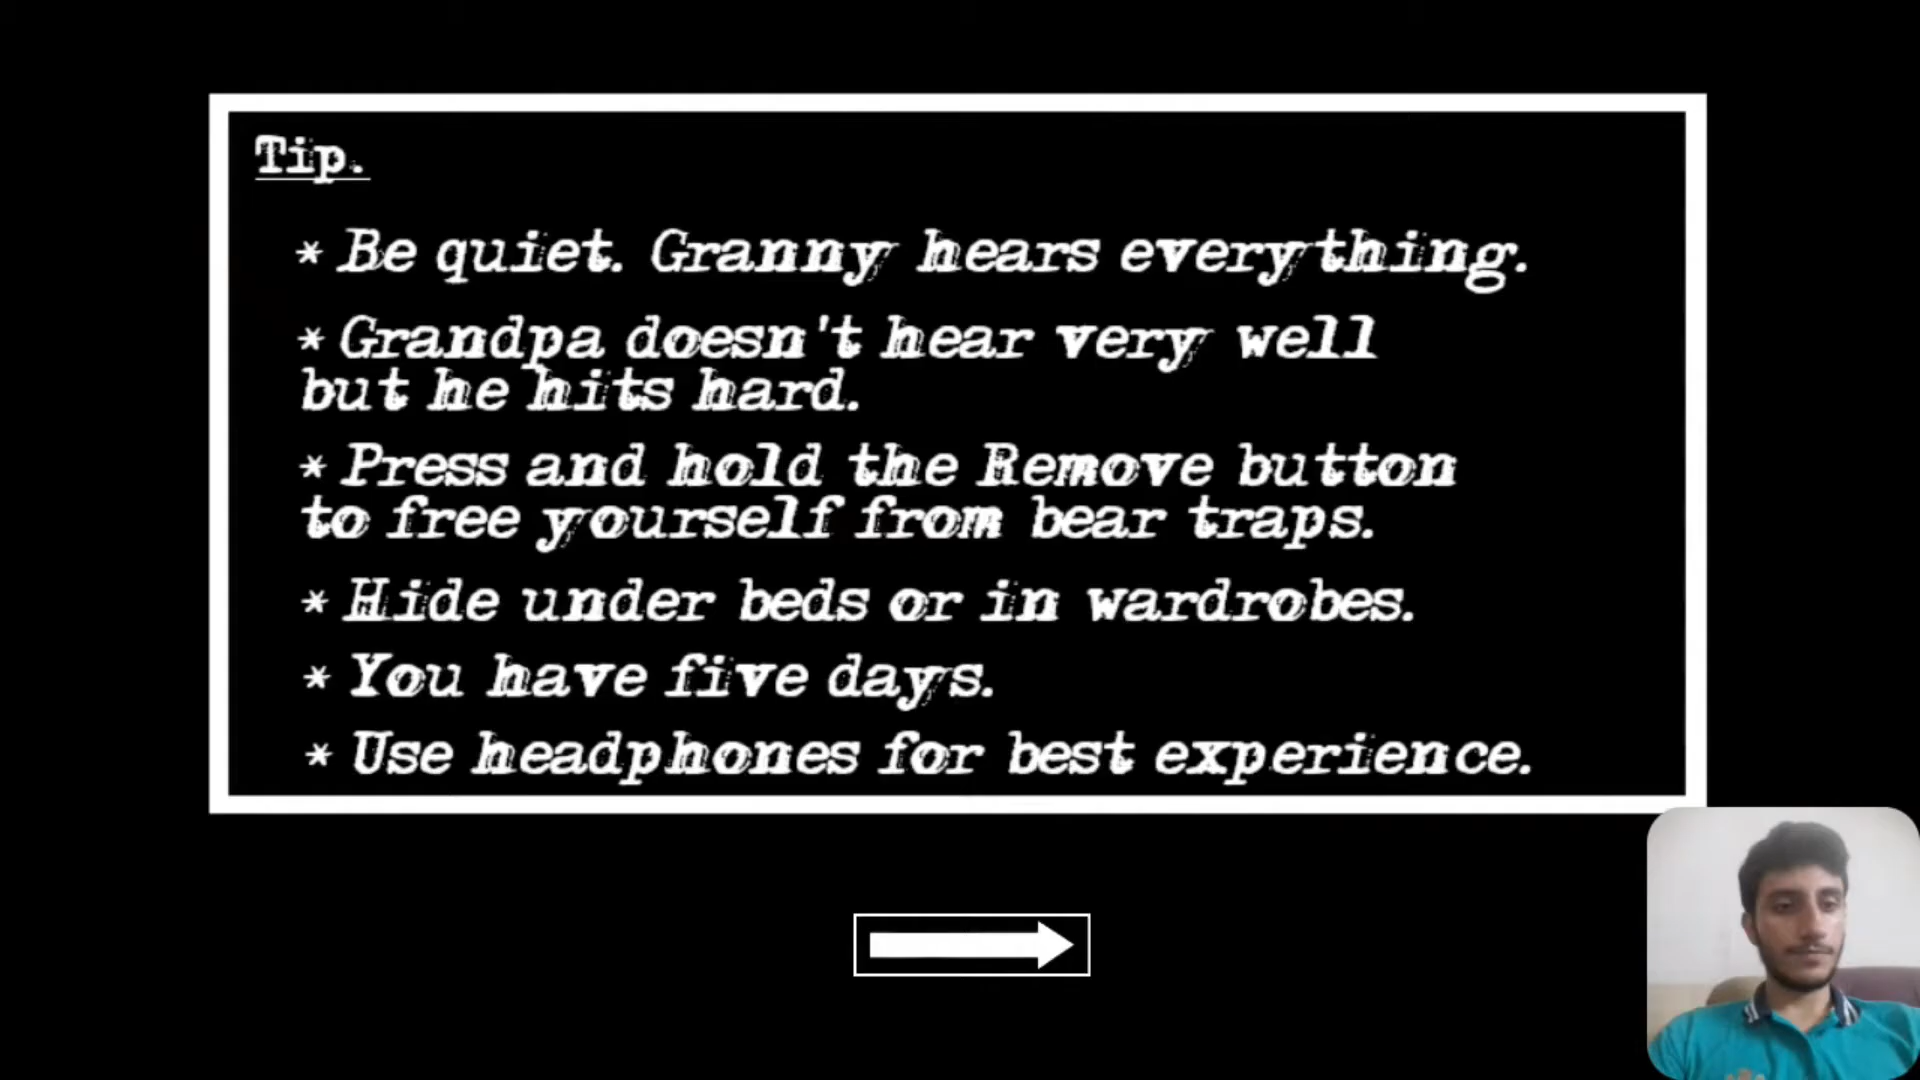 Tip.
* Be quiet. Granny hears everything.
* Grandpa doesn't hear very well
but he hits hard.
* Press and hold the Remove button
to free yourself from bear traps.
* Hide under beds or in wardrobes.
* You have five days.
* Use headphones for best experience.